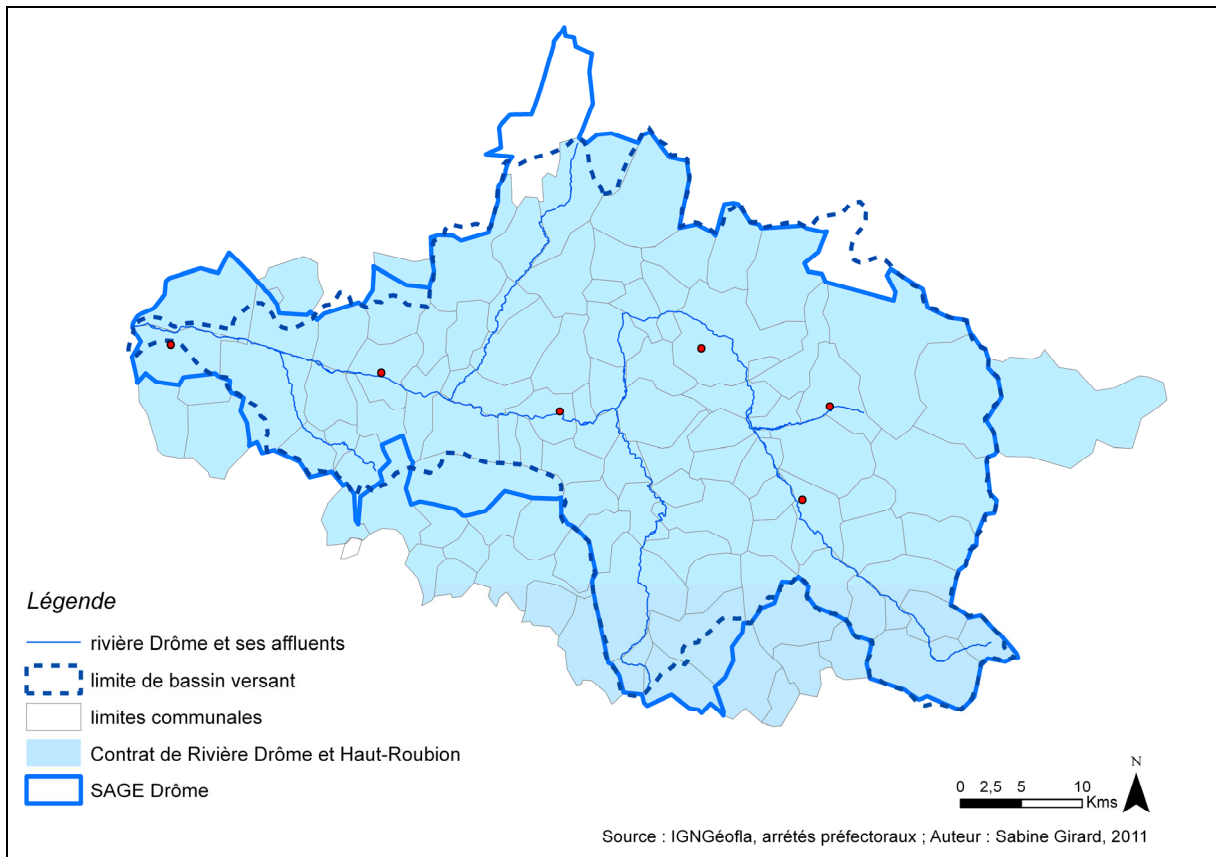 Légende
rivière Drôme et ses affluents
limite de bassin versant
limites communales
Contrat de Rivière Drôme et Haut-Roubion
SAGE Drôme
N
0 2,5 5 10
Kms
Source : IGNGéofla, arrétés préfectoraux ; Auteur : Sabine Girard, 2011